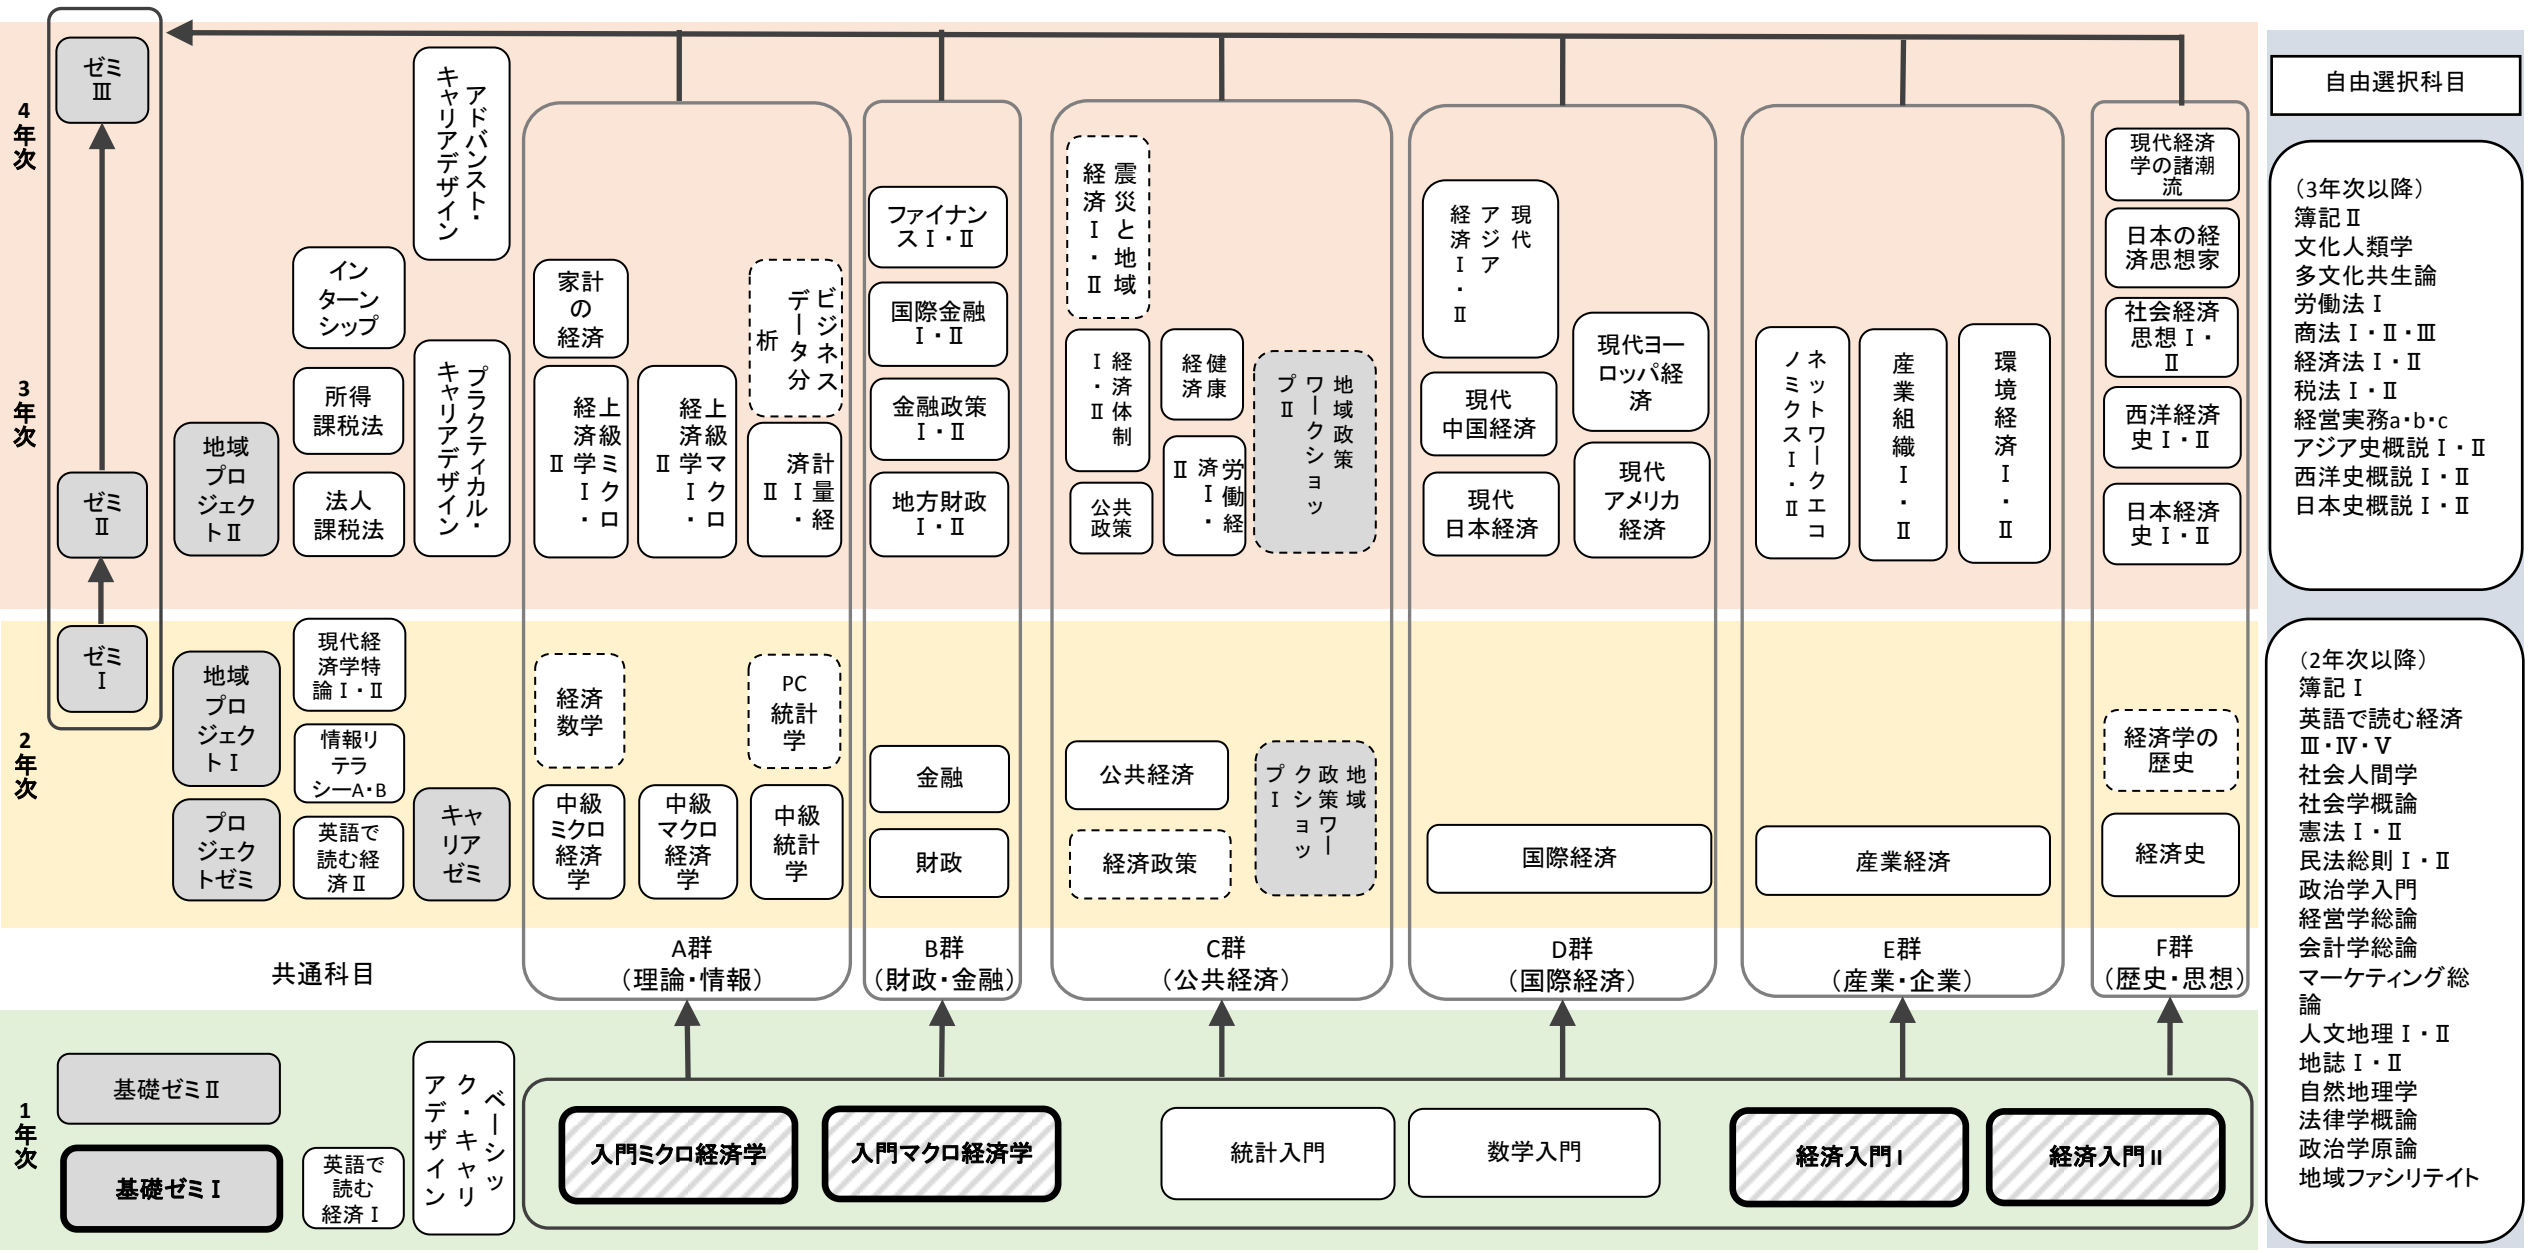 4年次
ゼミ
Ⅲ
アドバンスト・
キャリアデザイン
自由選択科目
3年次
ゼミ
Ⅱ
地域
プロ
ジェク
トⅡ
イン
ターン
シップ
所得
課税法
法人
課税法
プラクティカル・
キャリアデザイン
家計
の
経済
上級ミクロ
経済学Ⅰ・
Ⅱ
上級マクロ
経済学Ⅰ・
Ⅱ
ビジネス
データ分
析
計量経
済Ⅰ・
Ⅱ
ファイナン
スⅠ・Ⅱ
国際金融
Ⅰ・Ⅱ
金融政策
Ⅰ・Ⅱ
地方財政
Ⅰ・Ⅱ
震災と地域
経済Ⅰ・Ⅱ
経済体制
Ⅰ・Ⅱ
公共
政策
健康
経済
労働経
済Ⅰ・
Ⅱ
地域政策
ワークショッ
プⅡ
現代
アジア
経済Ⅰ・Ⅱ
現代
中国経済
現代
日本経済
現代ヨー
ロッパ経
済
現代
アメリカ
経済
ネットワークエコ
ノミクスⅠ・Ⅱ
産業組織Ⅰ・Ⅱ
環境経済Ⅰ・Ⅱ
現代経済
学の諸潮
流
日本の経
済思想家
社会経済
思想Ⅰ・
Ⅱ
西洋経済
史Ⅰ・Ⅱ
日本経済
史Ⅰ・Ⅱ
（3年次以降）
簿記Ⅱ
文化人類学
多文化共生論
労働法Ⅰ
商法Ⅰ・Ⅱ・Ⅲ
経済法Ⅰ・Ⅱ
税法Ⅰ・Ⅱ
経営実務a・b・c
アジア史概説Ⅰ・Ⅱ
西洋史概説Ⅰ・Ⅱ
日本史概説Ⅰ・Ⅱ
2年次
ゼミ
Ⅰ
地域
プロ
ジェク
トⅠ
プロ
ジェク
トゼミ
現代経
済学特
論Ⅰ・Ⅱ
情報リ
テラ
シーA・B
英語で
読む経
済Ⅱ
キャ
リア
ゼミ
経済
数学
PC
統計
学
中級
ミクロ
経済
学
中級
マクロ
経済
学
中級
統計
学
金融
財政
公共経済
経済政策
地域
政策ワー
クショッ
プⅠ
国際経済
産業経済
経済学の
歴史
経済史
（2年次以降）
簿記Ⅰ
英語で読む経済
Ⅲ・Ⅳ・Ⅴ
社会人間学
社会学概論
憲法Ⅰ・Ⅱ
民法総則Ⅰ・Ⅱ
政治学入門
経営学総論
会計学総論
マーケティング総
論
人文地理Ⅰ・Ⅱ
地誌Ⅰ・Ⅱ
自然地理学
法律学概論
政治学原論
地域ファシリテイト
共通科目
A群
（理論・情報）
B群
（財政・金融）
C群
（公共経済）
D群
（国際経済）
E群
（産業・企業）
F群
（歴史・思想）
1年次
基礎ゼミⅡ
基礎ゼミⅠ
英語で
読む
経済Ⅰ
ベーシッ
ク・キャリ
アデザイン
入門ミクロ経済学
入門マクロ経済学
統計入門
数学入門
経済入門Ⅰ
経済入門Ⅱ